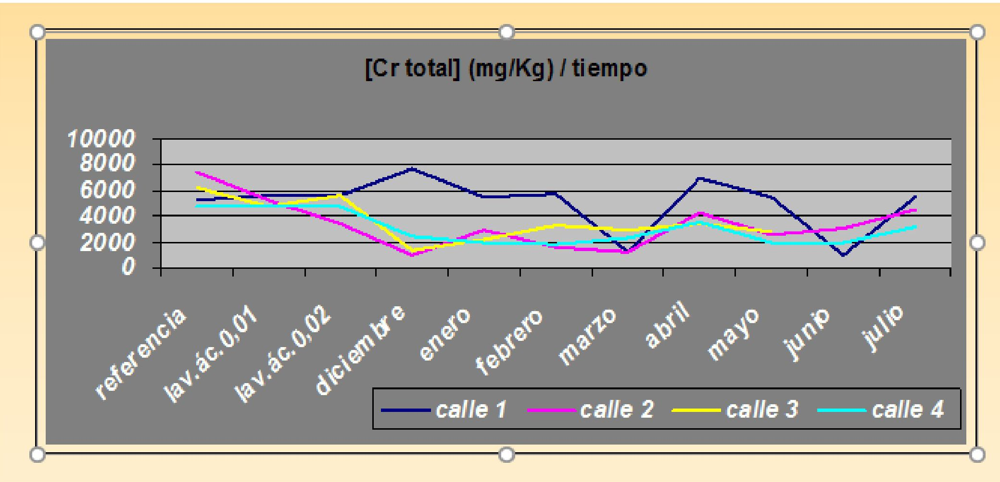 [Cr total] (mg/Kg) / tiempo
10000
8000
6000
4000
2000
0
referencia
lav.ác.0,01
lav.ác.0,02
diciembre
enero
febrero
marzo
abril
mayo
junio
julio
calle 1 calle 2 calle 3 calle 4